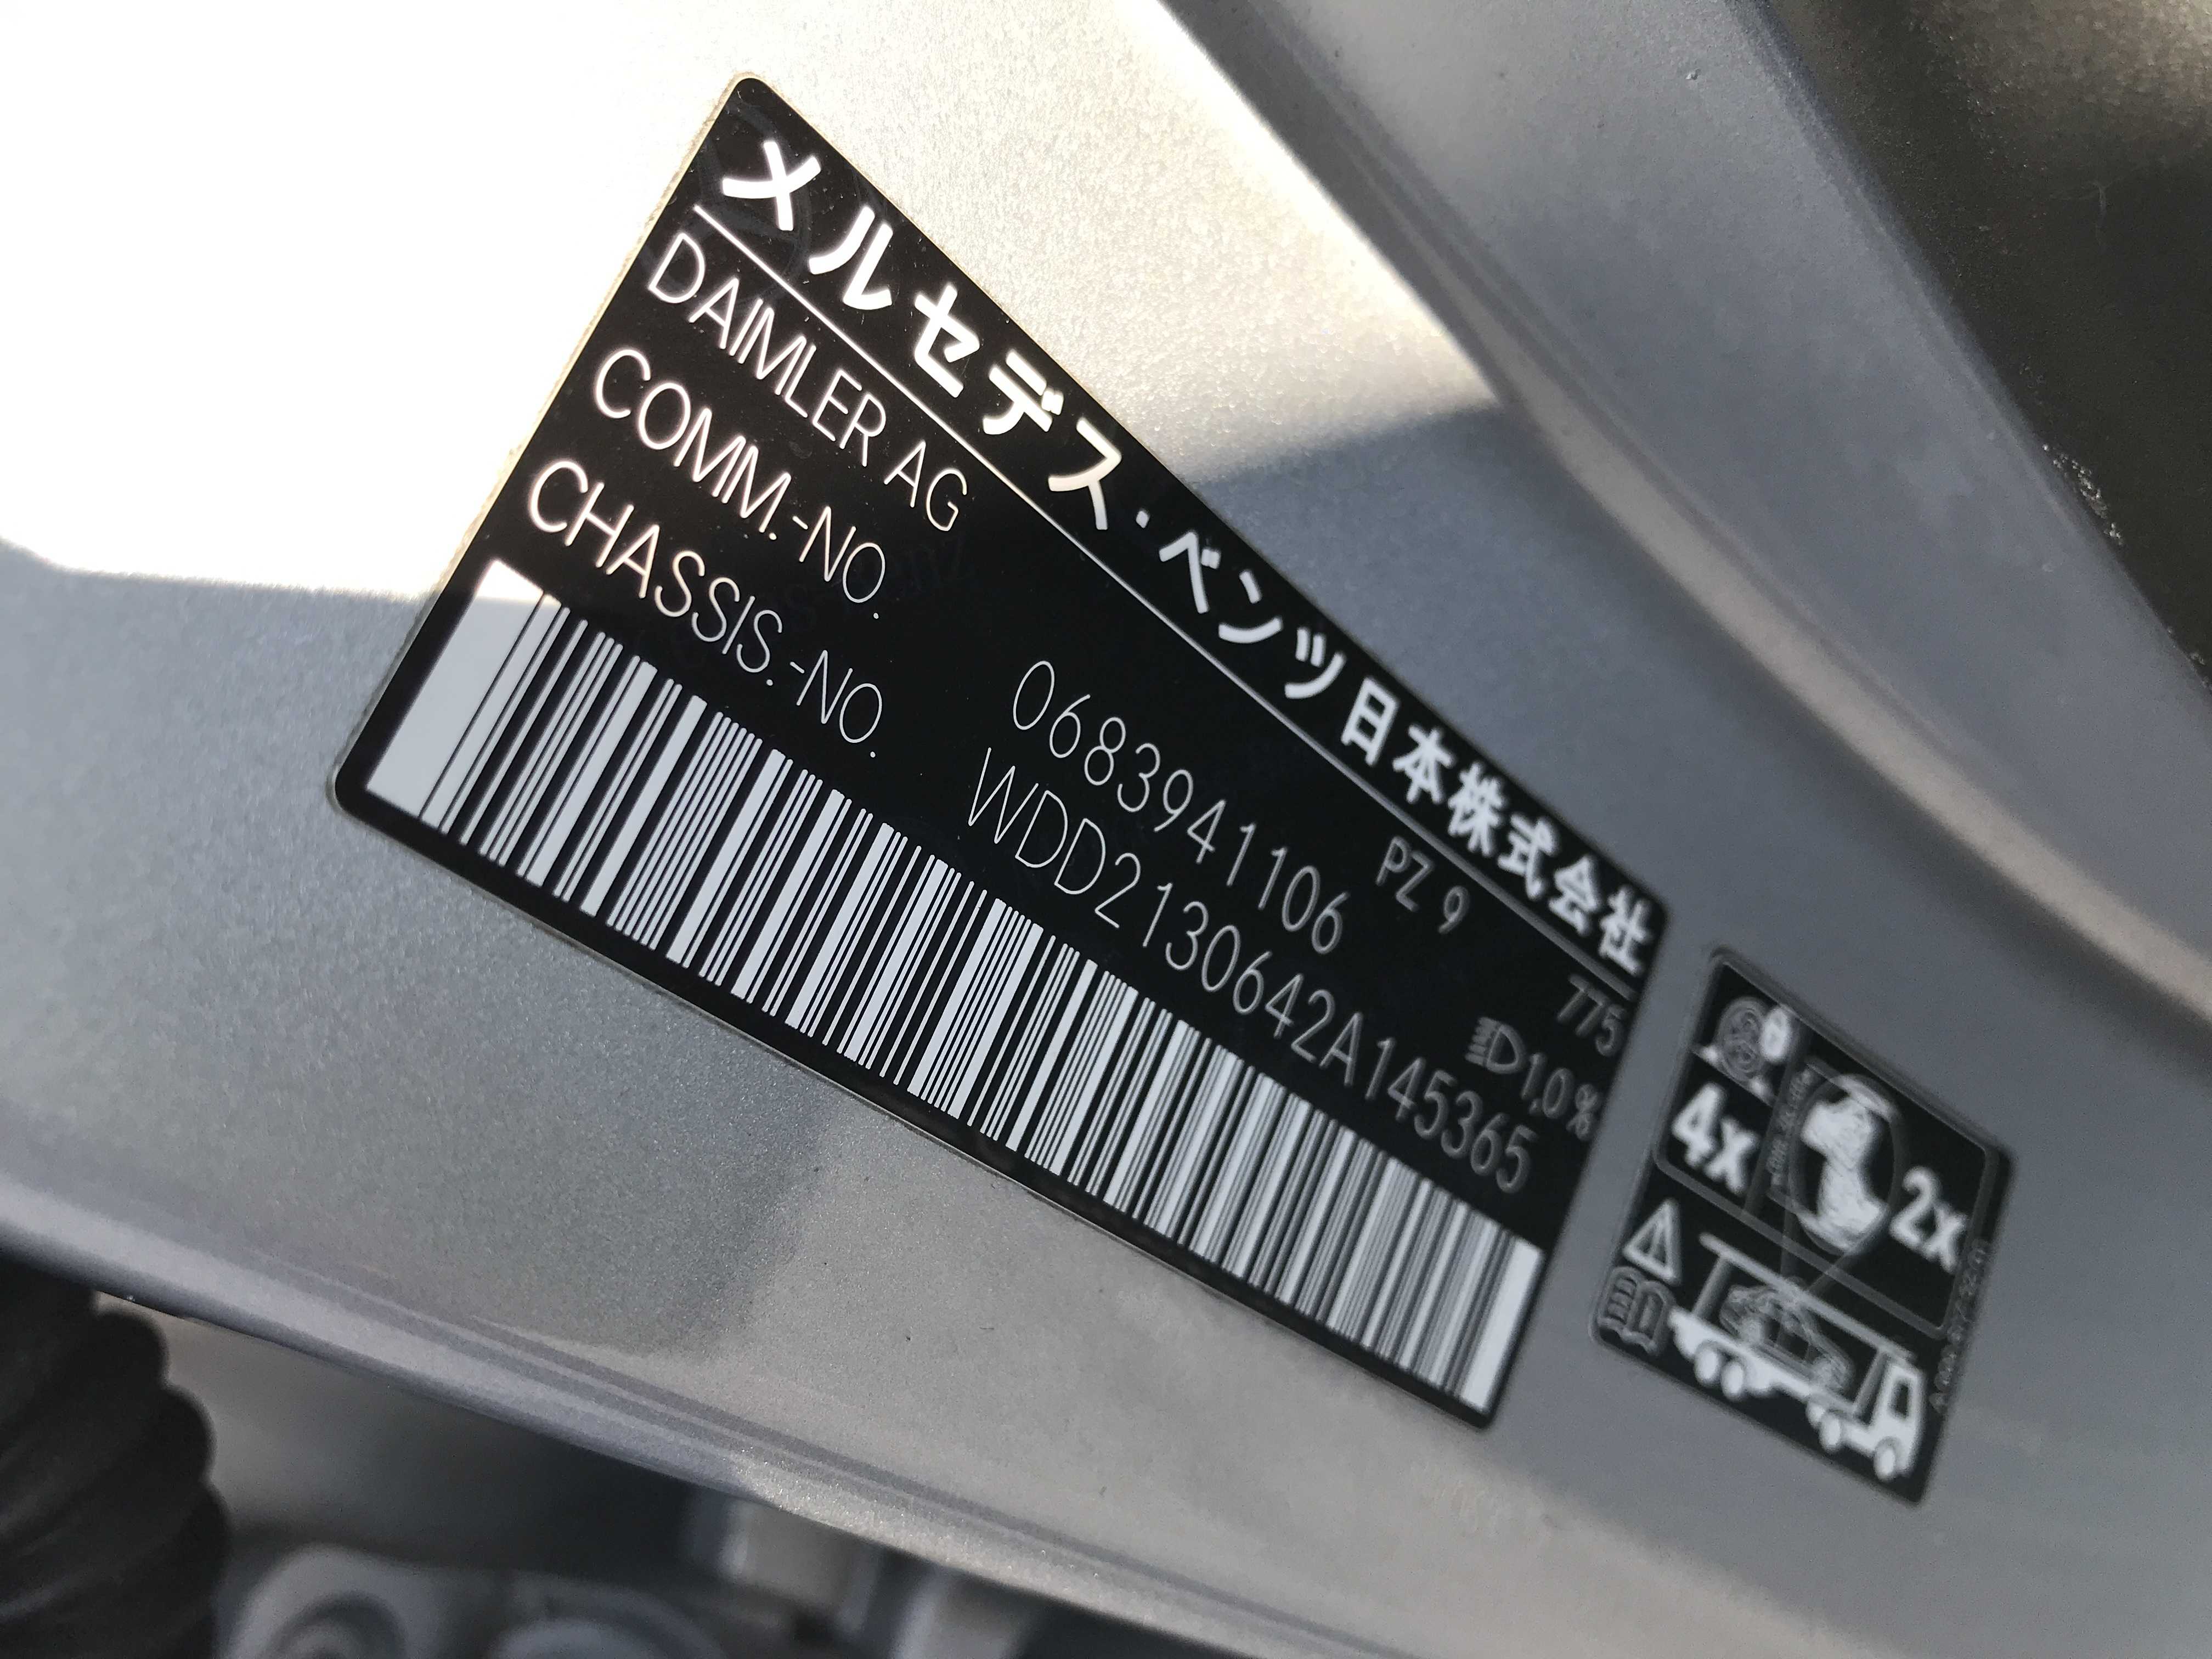 メルセデス・ベンツ日本株式会社
DAIMLER AG PZ 9 775
COMM.-NO. 0683941106 1,0 %
CHASSIS.-NO. WDD2130642A145365
4x 2x